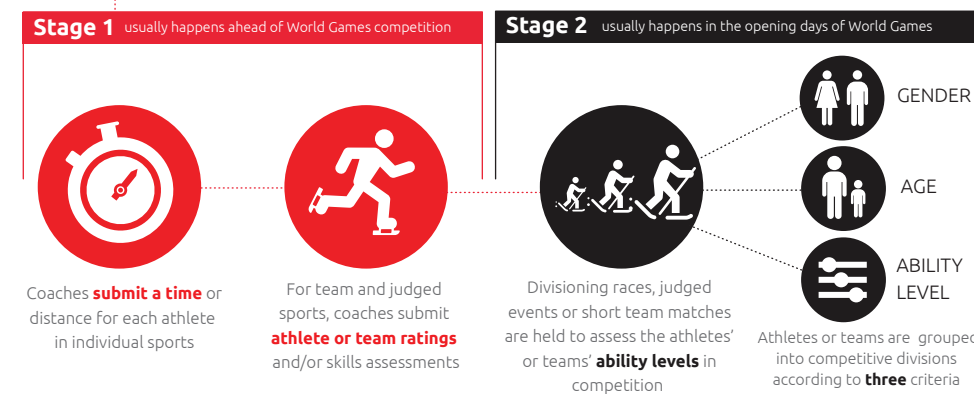 Stage 1 usually happens ahead of World Games competition
Coaches submit a time or
distance for each athlete
in individual sports
For team and judged
sports, coaches submit
athlete or team ratings
and/or skills assessments
Stage 2 usually happens in the opening days of World Games
Divisioning races, judged
events or short team matches
are held to assess the athletes’
or teams’ ability levels in
competition
GENDER
AGE
ABILITY
LEVEL
Athletes or teams are grouped
into competitive divisions
according to three criteria